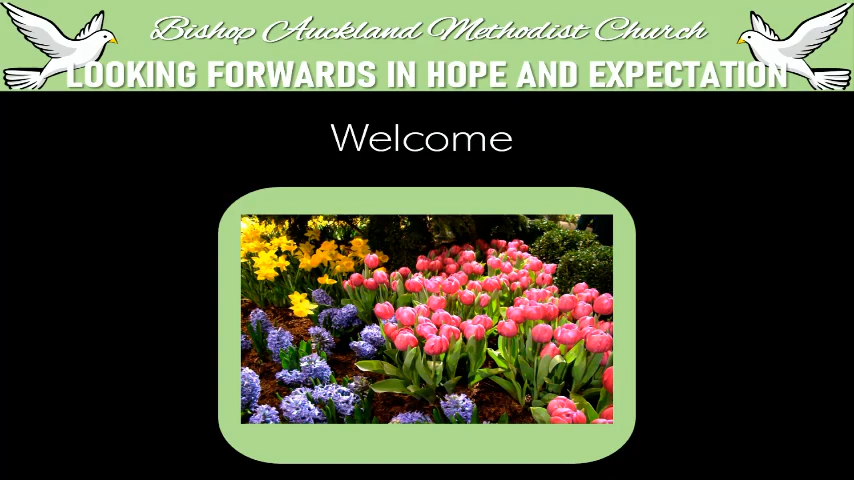 Bishop Auckland Methodist Church
LOOKING FORWARDS IN HOPE AND EXPECTATION
Welcome